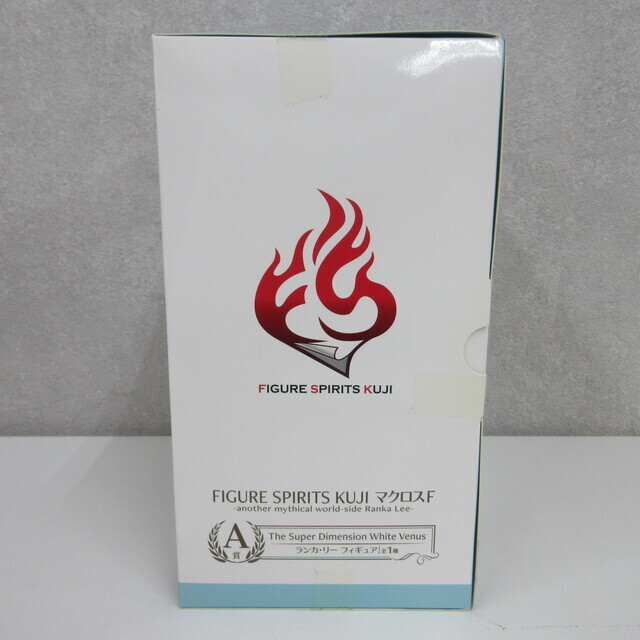 FIGURE SPIRITS KUJI
FIGURE SPIRITS KUJI マクロスF
-another mythical world-side Ranka Lee-
A
賞
The Super Dimension White Venus
ランカ・リー フィギュア|全1種